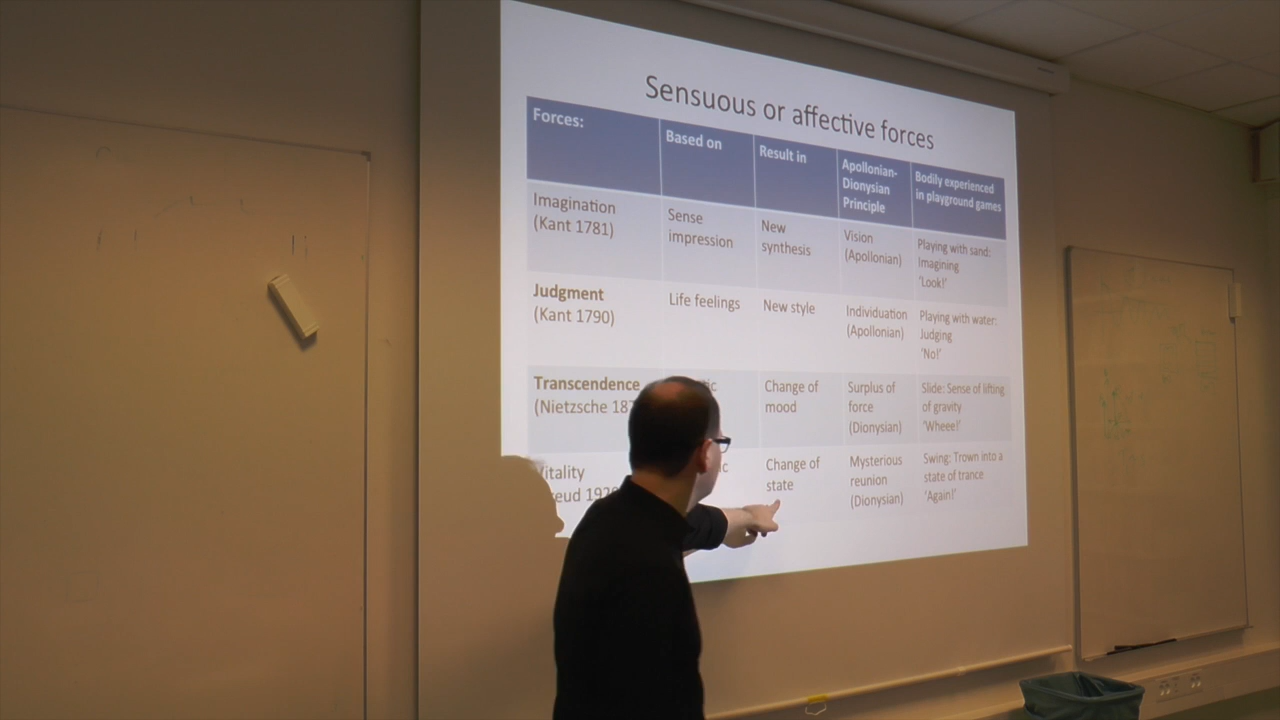 Sensuous or affective forces
Forces:
Based on
Result in
Apollonian-
Dionysian
Principle
Bodily experienced
in playground games
Imagination
(Kant 1781)
Sense
impression
New
synthesis
Vision
(Apollonian)
Playing with sand:
Imagining
‘Look!’
Judgment
(Kant 1790)
Life feelings
New style
Individuation
(Apollonian)
Playing with water:
Judging
‘No!’
Transcendence
(Nietzsche
Change of
mood
Surplus of
force
(Dionysian)
Slide: Sense of lifting
of gravity
‘Wheee!’
Vitality
Change of
state
Mysterious
reunion
(Dionysian)
Swing: Trown into a
state of trance
‘Again!’